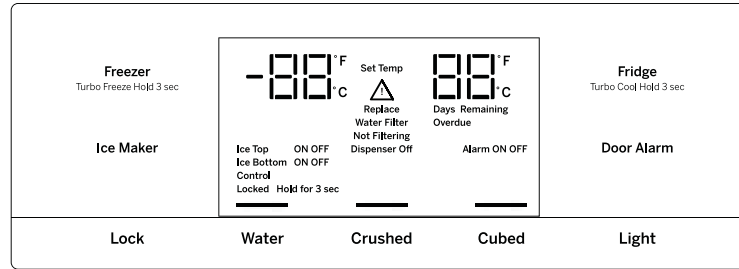 -88 °F °C
Set Temp
88 °F °C
Freezer
Turbo Freeze Hold 3 sec
Fridge
Turbo Cool Hold 3 sec
Replace
Water Filter
Not Filtering
Dispenser Off
Days Remaining
Overdue
Ice Maker
Ice Top ON OFF
Ice Bottom ON OFF
Control
Locked Hold for 3 sec
Alarm ON OFF
Door Alarm
Lock
Water
Crushed
Cubed
Light